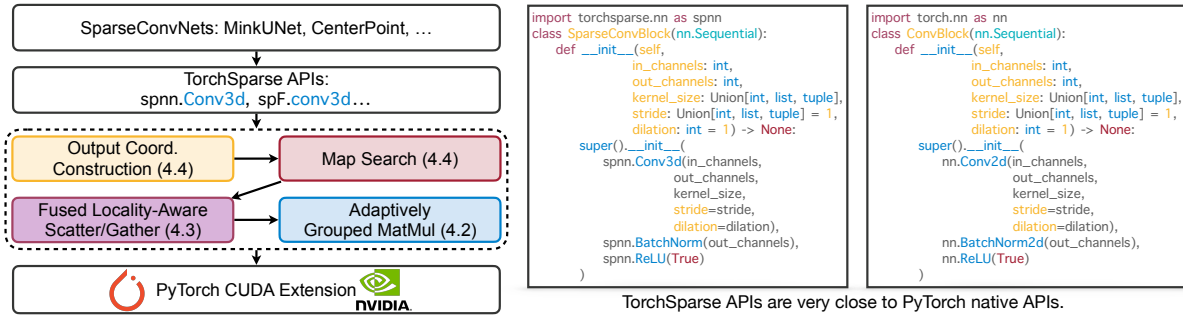 SparseConvNets: MinkUNet, CenterPoint, ...
TorchSparse APIs:
spnn.Conv3d, spF.conv3d...
Output Coord.
Construction (4.4)
Map Search (4.4)
Fused Locality-Aware
Scatter/Gather (4.3)
Adaptively
Grouped MatMul (4.2)
PyTorch CUDA Extension
NVIDIA.
import torchsparse.nn as spnn
class SparseConvBlock(nn.Sequential):
def __init__(self,
in_channels: int,
out_channels: int,
kernel_size: Union[int, list, tuple],
stride: Union[int, list, tuple] = 1,
dilation: int = 1) -> None:
super().__init__(
spnn.Conv3d(in_channels,
out_channels,
kernel_size,
stride=stride,
dilation=dilation),
spnn.BatchNorm(out_channels),
spnn.ReLU(True)
)
import torch.nn as nn
class ConvBlock(nn.Sequential):
def __init__(self,
in_channels: int,
out_channels: int,
kernel_size: Union[int, list, tuple],
stride: Union[int, list, tuple] = 1,
dilation: int = 1) -> None:
super().__init__(
nn.Conv2d(in_channels,
out_channels,
kernel_size,
stride=stride,
dilation=dilation),
nn.BatchNorm2d(out_channels),
nn.ReLU(True)
)
TorchSparse APIs are very close to PyTorch native APIs.